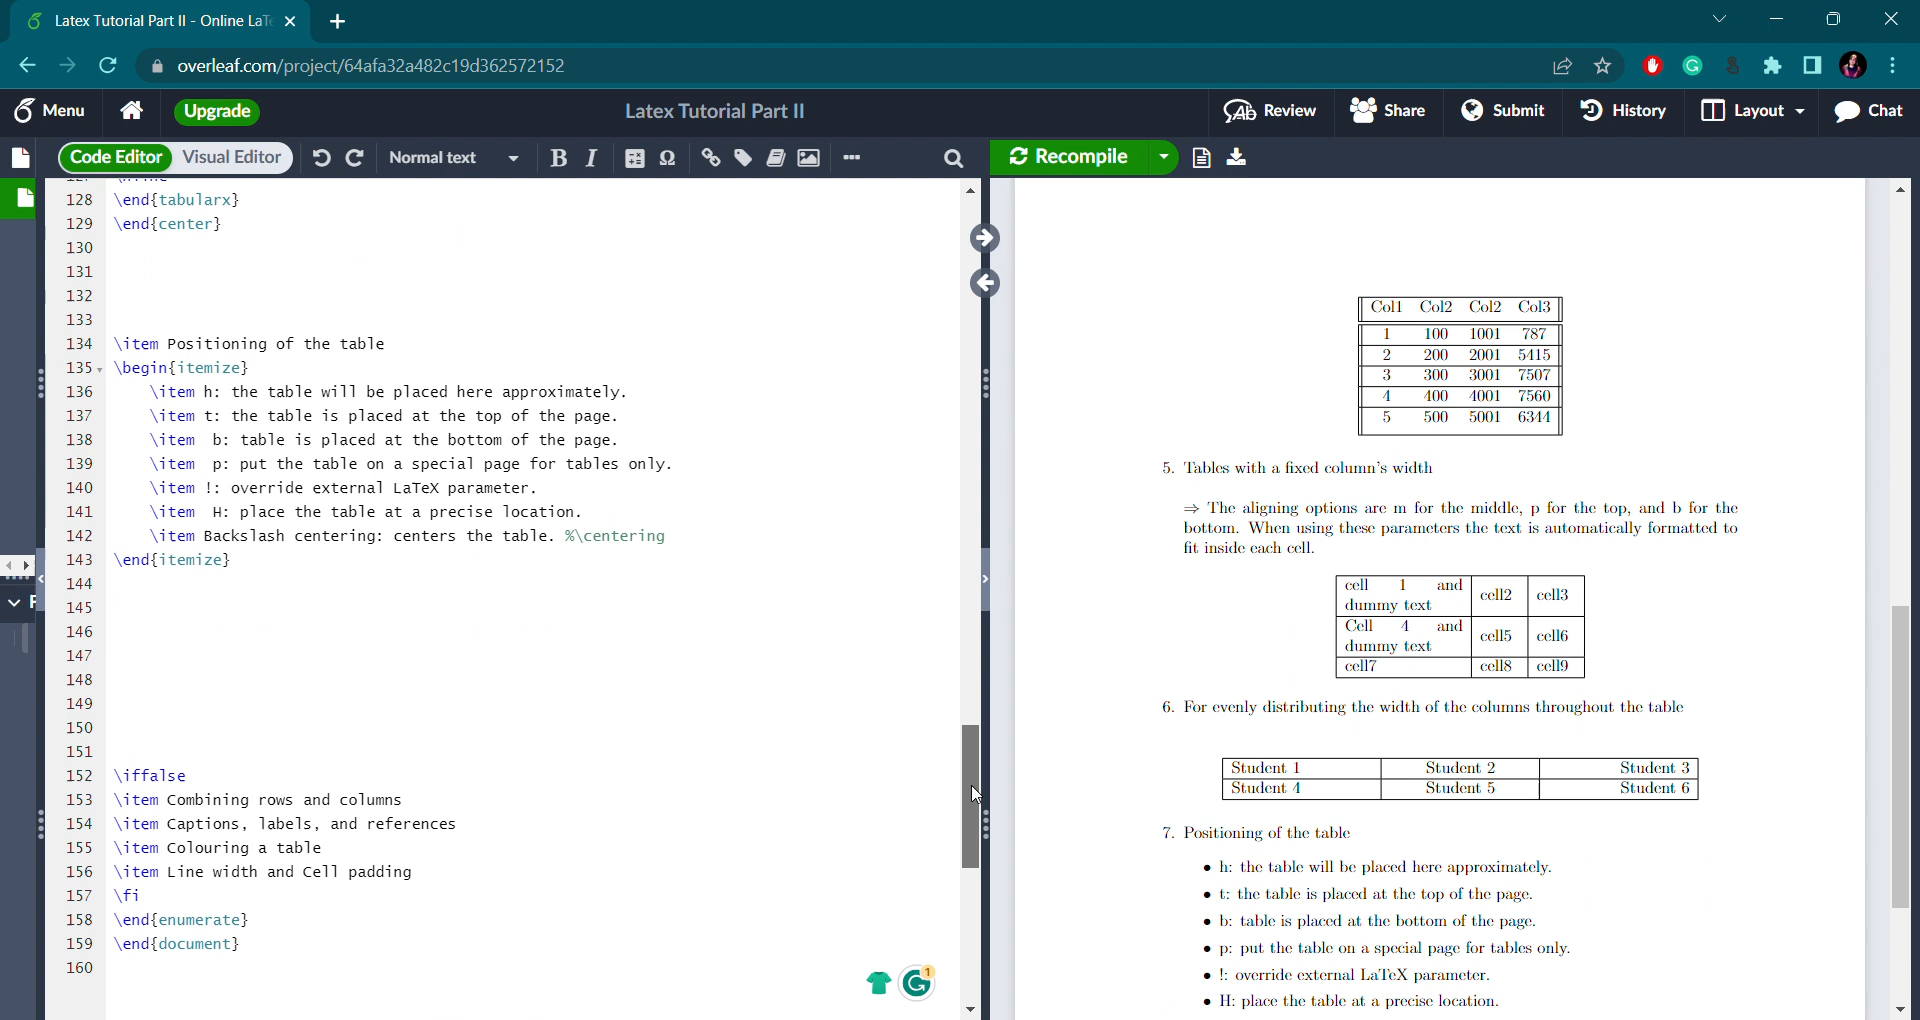 Latex Tutorial Part II - Online LaTe
overleaf.com/project/64afa32a482c19d362572152
Menu
Upgrade
Latex Tutorial Part II
Review
Share
Submit
History
Layout
Chat
Code Editor
Visual Editor
Normal text
B
I
Ω
Recompile
128 \end{tabularx}
129 \end{center}
130
131
132
133
134 \item Positioning of the table
135 \begin{itemize}
136 \item h: the table will be placed here approximately.
137 \item t: the table is placed at the top of the page.
138 \item  b: table is placed at the bottom of the page.
139 \item  p: put the table on a special page for tables only.
140 \item !: override external LaTeX parameter.
141 \item  H: place the table at a precise location.
142 \item Backslash centering: centers the table. %\centering
143 \end{itemize}
144
145
146
147
148
149
150
151
152 \iffalse
153 \item Combining rows and columns
154 \item Captions, labels, and references
155 \item Colouring a table
156 \item Line width and Cell padding
157 \fi
158 \end{enumerate}
159 \end{document}
160
1
Col1 Col2 Col2 Col3
1 100 1001 787
2 200 2001 5415
3 300 3001 7507
4 400 4001 7560
5 500 5001 6344
5. Tables with a fixed column's width
⇒ The aligning options are m for the middle, p for the top, and b for the
bottom. When using these parameters the text is automatically formatted to
fit inside each cell.
cell 1 and
dummy text
cell2
cell3
Cell 4 and
dummy text
cell5
cell6
cell7
cell8
cell9
6. For evenly distributing the width of the columns throughout the table
Student 1 Student 2 Student 3
Student 4 Student 5 Student 6
7. Positioning of the table
• h: the table will be placed here approximately.
• t: the table is placed at the top of the page.
• b: table is placed at the bottom of the page.
• p: put the table on a special page for tables only.
• !: override external LaTeX parameter.
• H: place the table at a precise location.